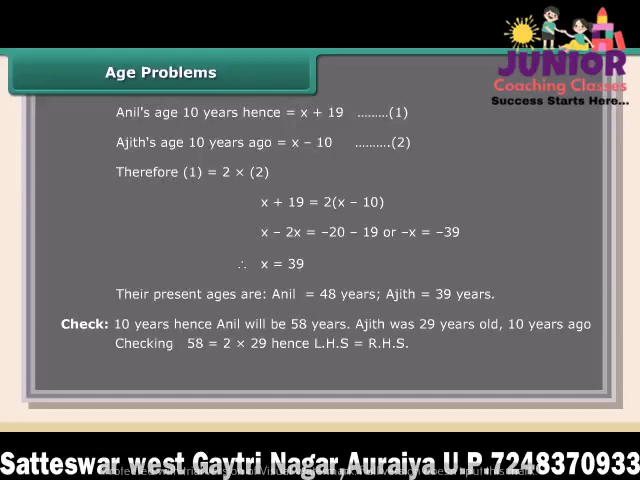 JUNIOR
Coaching Classes
Success Starts Here...
Age Problems
Anil's age 10 years hence = x + 19 .........(1)
Ajith's age 10 years ago = x – 10 ..........(2)
Therefore (1) = 2 × (2)
x + 19 = 2(x – 10)
x – 2x = –20 – 19 or –x = –39
∴ x = 39
Their present ages are: Anil = 48 years; Ajith = 39 years.
Check: 10 years hence Anil will be 58 years. Ajith was 29 years old, 10 years ago
Checking 58 = 2 × 29 hence L.H.S = R.H.S.
Satteswar west Gaytri Nagar,Auraiya U.P.7248370933